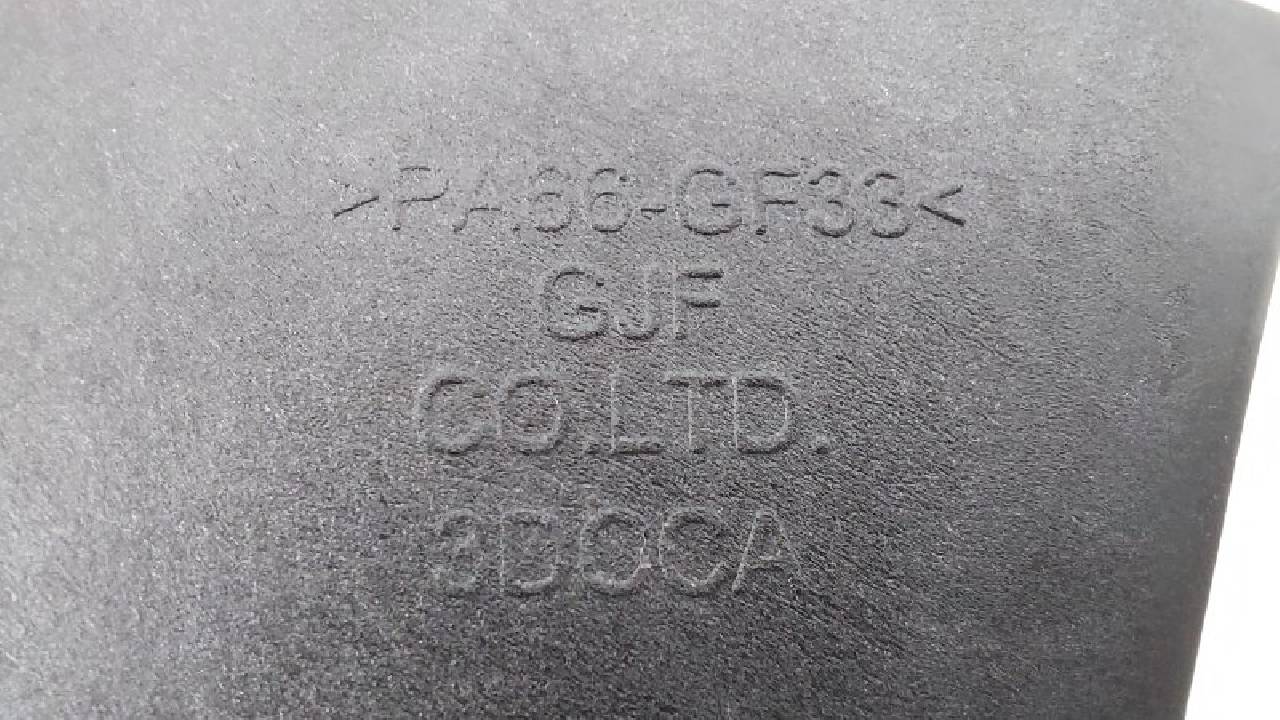 >PA66-GF33<
GJF
CO.LTD.
3DOCA